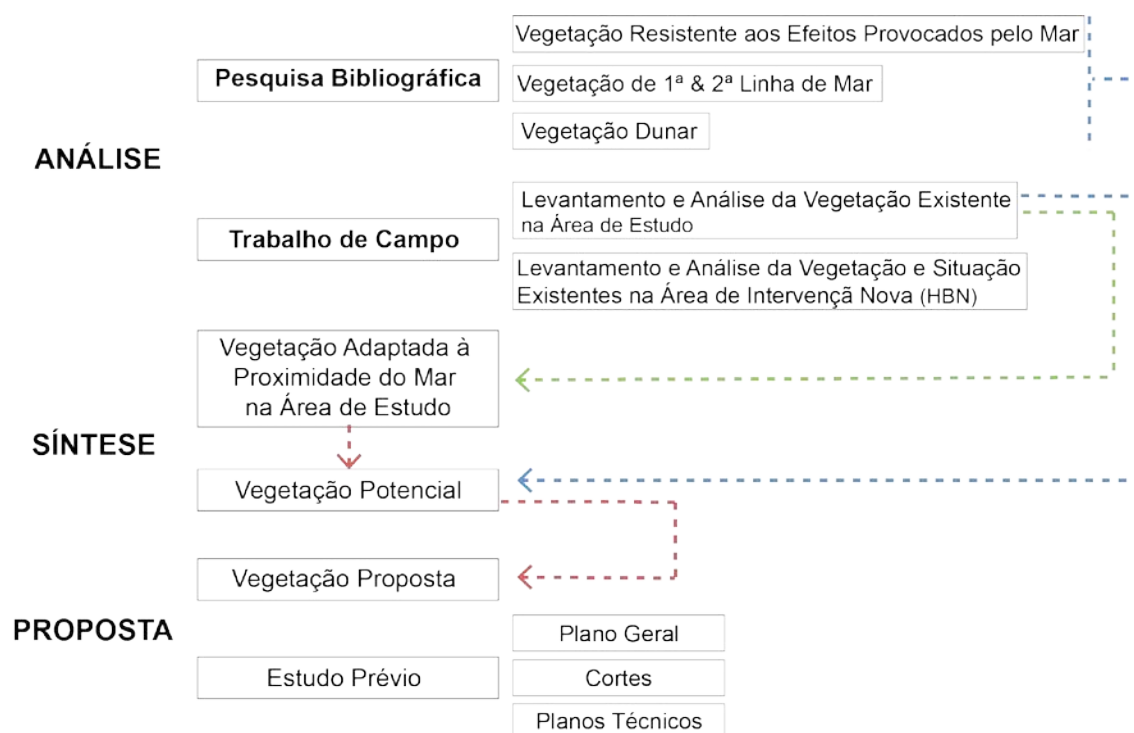 ANÁLISE
Pesquisa Bibliográfica
Vegetação Resistente aos Efeitos Provocados pelo Mar
Vegetação de 1ª & 2ª Linha de Mar
Vegetação Dunar
Trabalho de Campo
Levantamento e Análise da Vegetação Existente
na Área de Estudo
Levantamento e Análise da Vegetação e Situação
Existentes na Área de Intervençã Nova (HBN)
SÍNTESE
Vegetação Adaptada à
Proximidade do Mar
na Área de Estudo
Vegetação Potencial
PROPOSTA
Vegetação Proposta
Estudo Prévio
Plano Geral
Cortes
Planos Técnicos